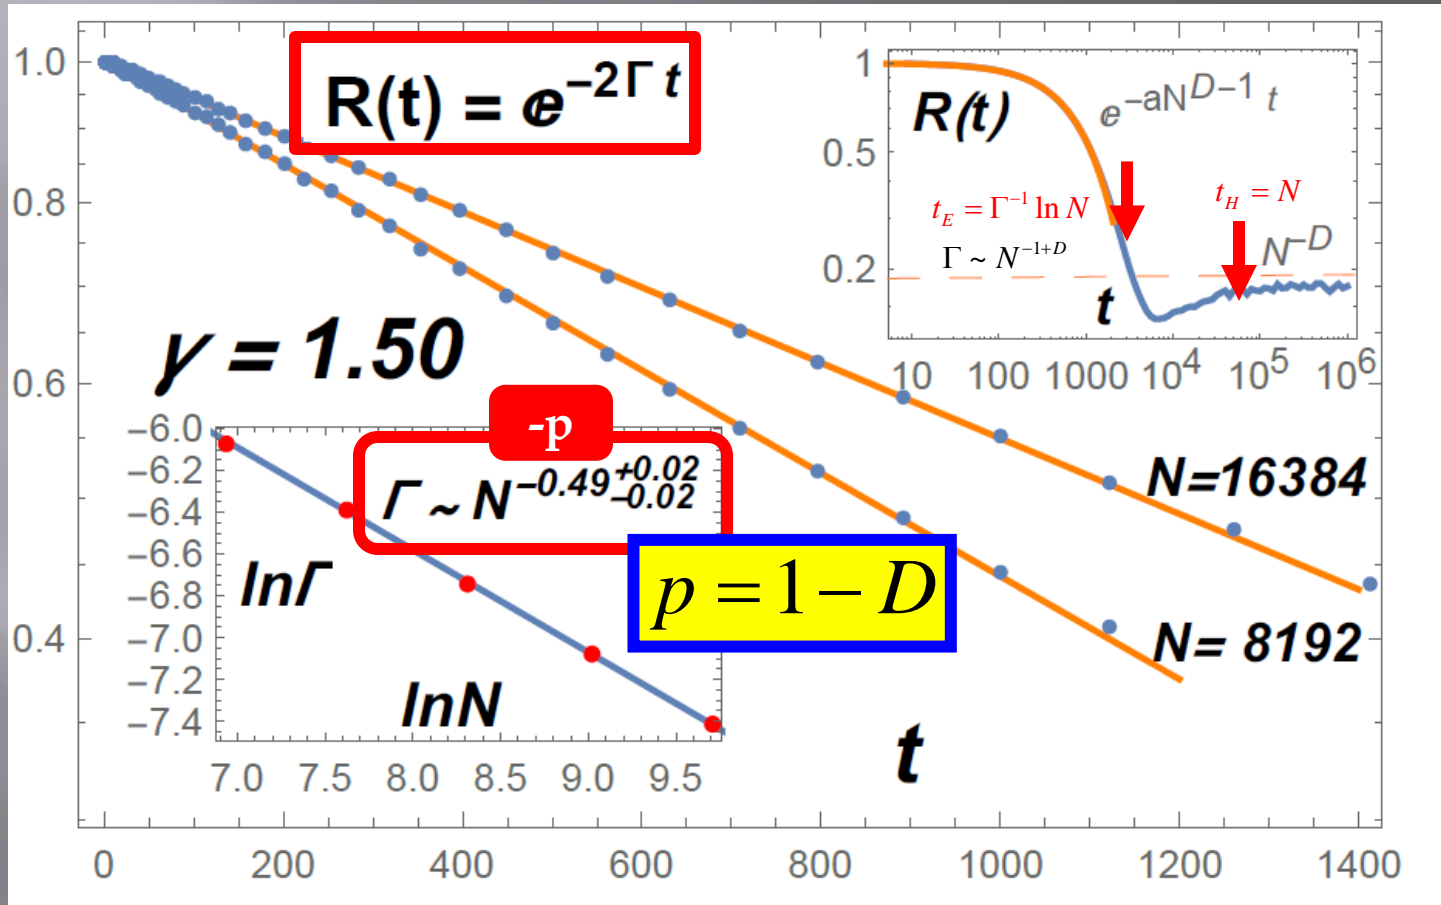 R(t) = e^{−2Γ t}
γ = 1.50
N=16384
N= 8192
t
1.0
0.8
0.6
0.4
0 200 400 600 800 1000 1200 1400
R(t)
e^{−aN^{D−1} t}
t_E = Γ^{−1} ln N
t_H = N
Γ ~ N^{−1+D}
N^{−D}
t
1
0.5
0.2
10 100 1000 10^4 10^5 10^6
-p
Γ ~ N^{−0.49^{+0.02}_{−0.02}}
p = 1 − D
lnΓ
lnN
−6.0
−6.2
−6.4
−6.6
−6.8
−7.0
−7.2
−7.4
7.0 7.5 8.0 8.5 9.0 9.5